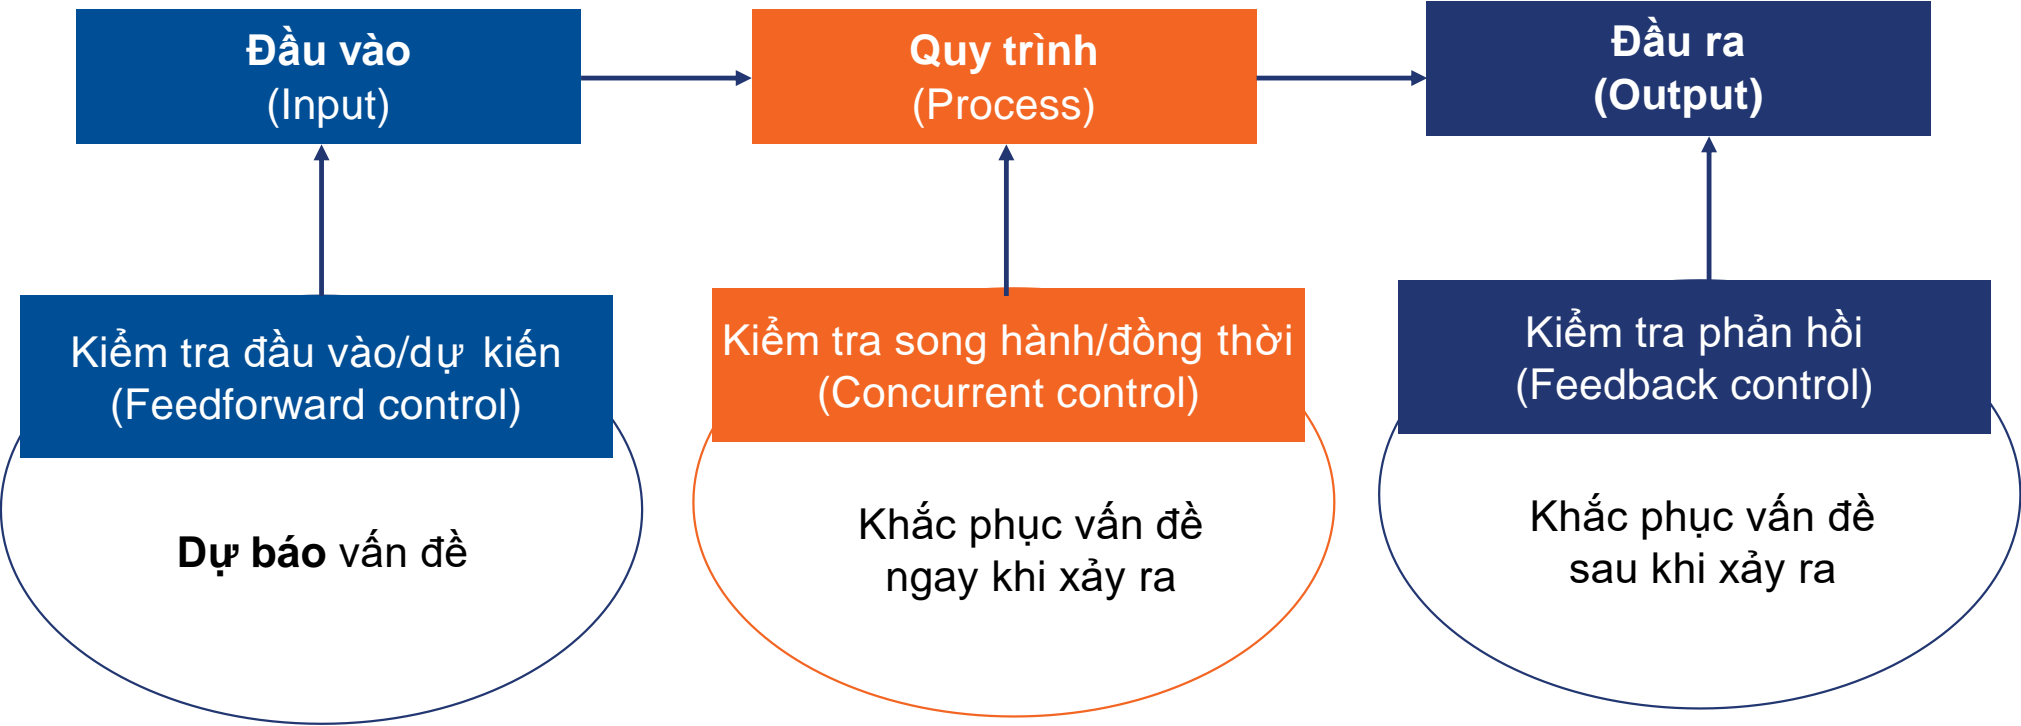 Đầu vào
(Input)
Quy trình
(Process)
Đầu ra
(Output)
Kiểm tra đầu vào/dự kiến
(Feedforward control)
Kiểm tra song hành/đồng thời
(Concurrent control)
Kiểm tra phản hồi
(Feedback control)
Dự báo vấn đề
Khắc phục vấn đề
ngay khi xảy ra
Khắc phục vấn đề
sau khi xảy ra